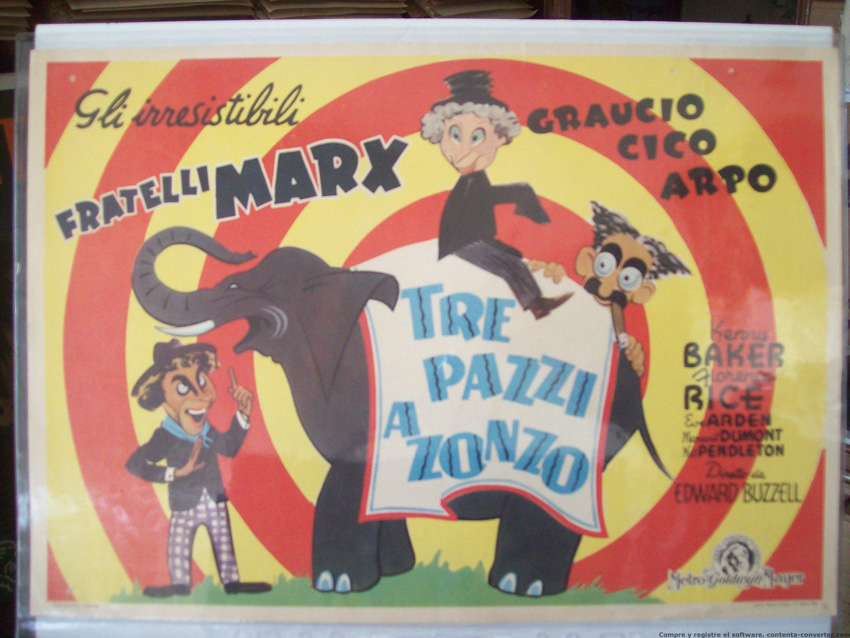 Gli irresistibili
FRATELLI MARX
GRAUCIO
CICO
ARPO
TRE
PAZZI
A
ZONZO
Kenny
BAKER
Florence
RICE
Eve ARDEN
Margaret DUMONT
Nat PENDLETON
Diretto da
EDWARD BUZZELL
Metro-Goldwyn-Mayer
Compre y registre el software. contenta-converter.com